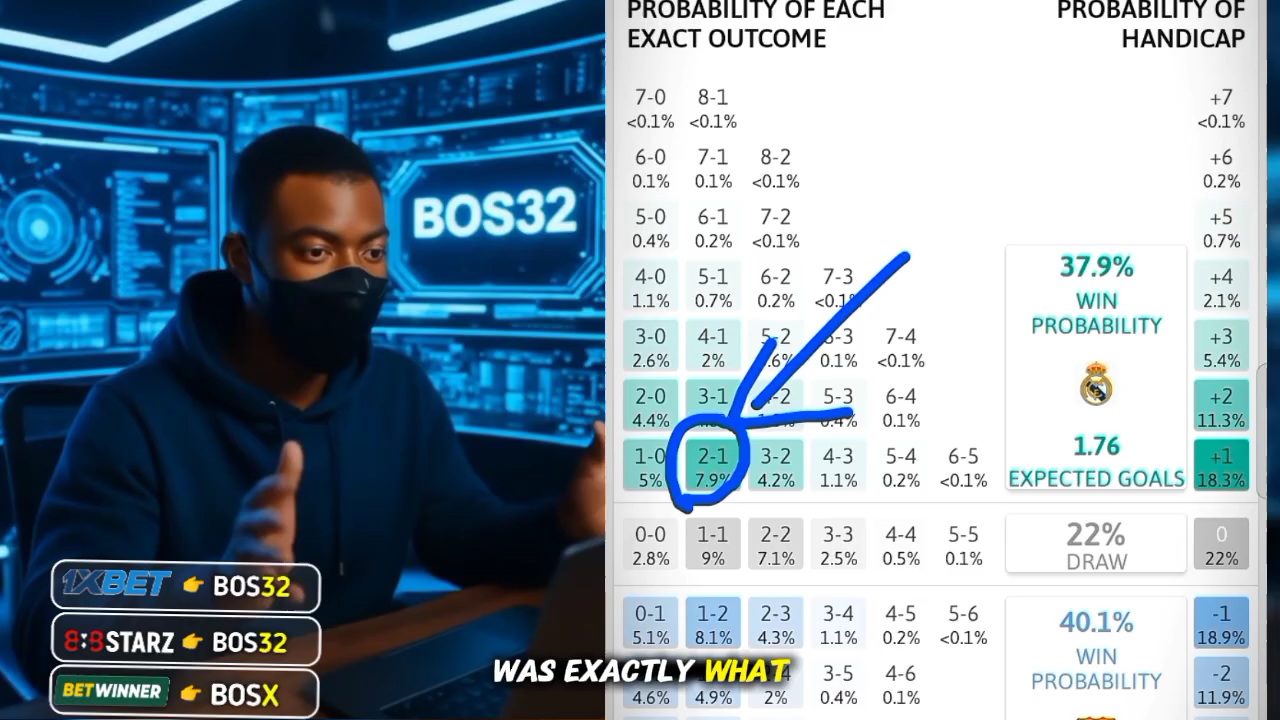 BOS32
1XBET 👉 BOS32
888STARZ 👉 BOS32
BETWINNER 👉 BOSX
PROBABILITY OF EACH
EXACT OUTCOME
PROBABILITY OF
HANDICAP
7-0 8-1 +7
<0.1% <0.1% <0.1%
6-0 7-1 8-2 +6
0.1% 0.1% <0.1% 0.2%
5-0 6-1 7-2 +5
0.4% 0.2% <0.1% 0.7%
4-0 5-1 6-2 7-3 +4
1.1% 0.7% 0.2% <0.1% 2.1%
3-0 4-1 5-2 7-4 +3
2.6% 2% 0.1% <0.1% 5.4%
2-0 3-1 5-3 6-4 +2
4.4% 0.4% 0.1% 11.3%
1-0 2-1 3-2 4-3 5-4 6-5 +1
5% 7.9% 4.2% 1.1% 0.2% <0.1% 18.3%
37.9%
WIN
PROBABILITY
1.76
EXPECTED GOALS
0-0 1-1 2-2 3-3 4-4 5-5 0
2.8% 9% 7.1% 2.5% 0.5% 0.1% 22%
22%
DRAW
0-1 1-2 2-3 3-4 4-5 5-6 -1
5.1% 8.1% 4.3% 1.1% 0.2% <0.1% 18.9%
3-5 4-6 -2
4.6% 4.9% 2% 0.4% 0.1% 11.9%
40.1%
WIN
PROBABILITY
WAS EXACTLY WHAT